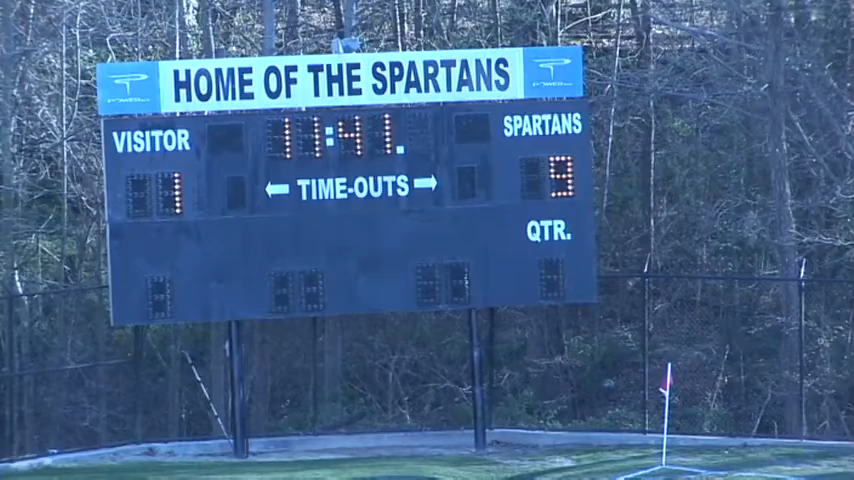 HOME OF THE SPARTANS
VISITOR 11:41. SPARTANS
1 TIME-OUTS 9
QTR.